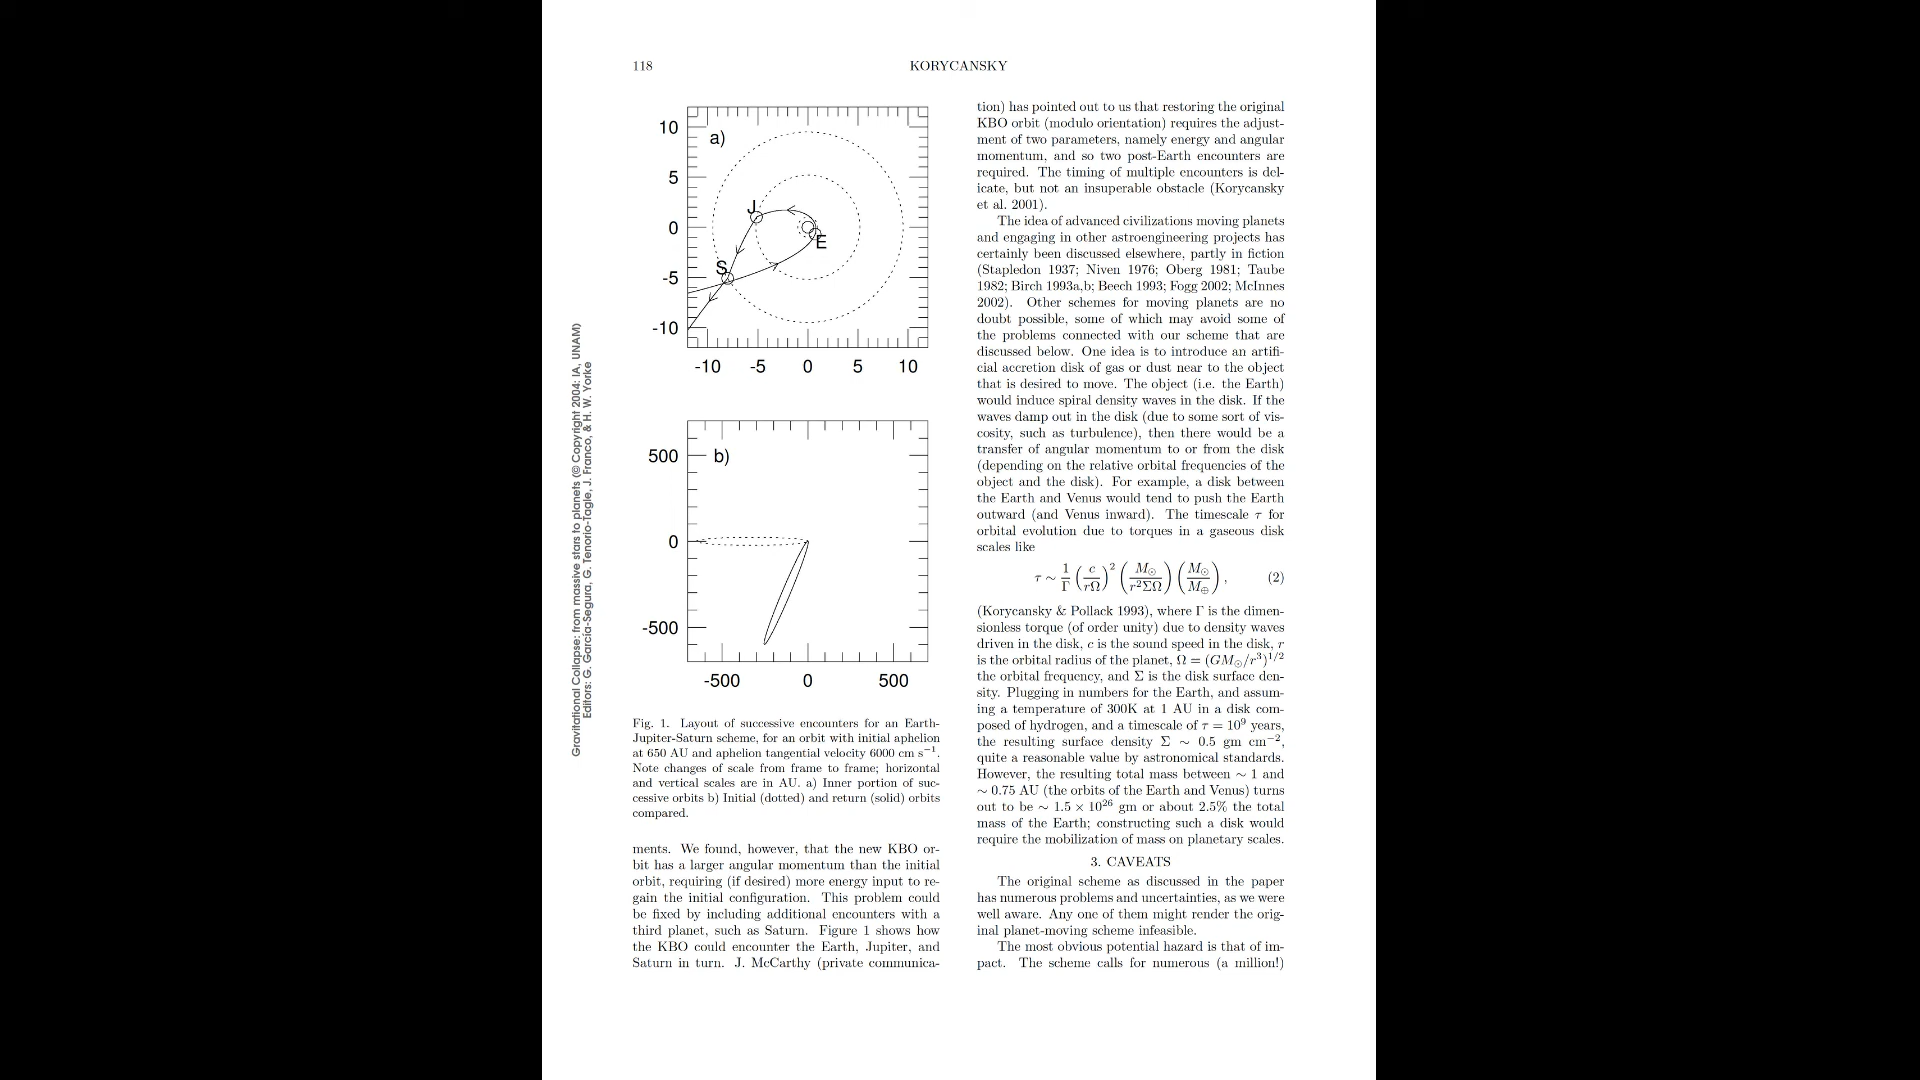 118
KORYCANSKY
10
5
0
-5
-10
a)
J
E
S
-10 -5 0 5 10
500
0
-500
b)
-500 0 500
Fig. 1. Layout of successive encounters for an Earth-
Jupiter-Saturn scheme, for an orbit with initial aphelion
at 650 AU and aphelion tangential velocity 6000 cm s⁻¹.
Note changes of scale from frame to frame; horizontal
and vertical scales are in AU. a) Inner portion of suc-
cessive orbits b) Initial (dotted) and return (solid) orbits
compared.
ments. We found, however, that the new KBO or-
bit has a larger angular momentum than the initial
orbit, requiring (if desired) more energy input to re-
gain the initial configuration. This problem could
be fixed by including additional encounters with a
third planet, such as Saturn. Figure 1 shows how
the KBO could encounter the Earth, Jupiter, and
Saturn in turn. J. McCarthy (private communica-
tion) has pointed out to us that restoring the original
KBO orbit (modulo orientation) requires the adjust-
ment of two parameters, namely energy and angular
momentum, and so two post-Earth encounters are
required. The timing of multiple encounters is del-
icate, but not an insuperable obstacle (Korycansky
et al. 2001).
The idea of advanced civilizations moving planets
and engaging in other astroengineering projects has
certainly been discussed elsewhere, partly in fiction
(Stapledon 1937; Niven 1976; Oberg 1981; Taube
1982; Birch 1993a,b; Beech 1993; Fogg 2002; McInnes
2002). Other schemes for moving planets are no
doubt possible, some of which may avoid some of
the problems connected with our scheme that are
discussed below. One idea is to introduce an artifi-
cial accretion disk of gas or dust near to the object
that is desired to move. The object (i.e. the Earth)
would induce spiral density waves in the disk. If the
waves damp out in the disk (due to some sort of vis-
cosity, such as turbulence), then there would be a
transfer of angular momentum to or from the disk
(depending on the relative orbital frequencies of the
object and the disk). For example, a disk between
the Earth and Venus would tend to push the Earth
outward (and Venus inward). The timescale τ for
orbital evolution due to torques in a gaseous disk
scales like
τ ∼ 1/Γ (c/rΩ)² (M⊙/r²ΣΩ) (M⊙/M⊕), (2)
(Korycansky & Pollack 1993), where Γ is the dimen-
sionless torque (of order unity) due to density waves
driven in the disk, c is the sound speed in the disk, r
is the orbital radius of the planet, Ω = (GM⊙/r³)^1/2
the orbital frequency, and Σ is the disk surface den-
sity. Plugging in numbers for the Earth, and assum-
ing a temperature of 300K at 1 AU in a disk com-
posed of hydrogen, and a timescale of τ = 10⁹ years,
the resulting surface density Σ ∼ 0.5 gm cm⁻²,
quite a reasonable value by astronomical standards.
However, the resulting total mass between ∼ 1 and
∼ 0.75 AU (the orbits of the Earth and Venus) turns
out to be ∼ 1.5 × 10²⁶ gm or about 2.5% the total
mass of the Earth; constructing such a disk would
require the mobilization of mass on planetary scales.
3. CAVEATS
The original scheme as discussed in the paper
has numerous problems and uncertainties, as we were
well aware. Any one of them might render the orig-
inal planet-moving scheme infeasible.
The most obvious potential hazard is that of im-
pact. The scheme calls for numerous (a million!)
Gravitational Collapse: from massive stars to planets (© Copyright 2004: IA, UNAM)
Editors: G. García-Segura, G. Tenorio-Tagle, J. Franco, & H. W. Yorke